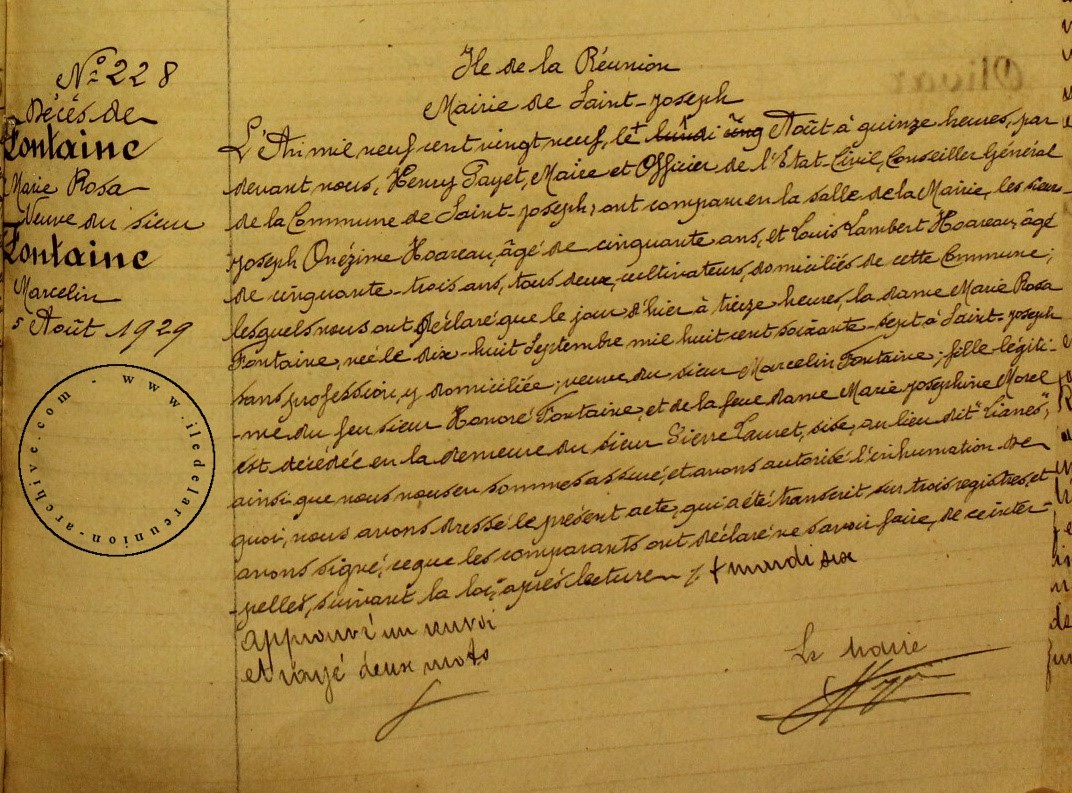 N° 228
Décès de
Fontaine
Marie Rosa
Veuve du sieur
Fontaine
Marcelin
5 Août 1929
Ile de la Réunion
Mairie de Saint-Joseph
L'An mil neuf cent vingt neuf, le + lundi cinq Août à quinze heures, par
devant nous, Henry Payet, Maire et Officier de l'Etat-Civil, Conseiller Général
de la Commune de Saint-Joseph, ont comparu en la salle de la Mairie, les sieurs
Joseph Onézime Hoareau, âgé de cinquante ans, et Louis Lambert Hoareau, âgé
de cinquante-trois ans, tous deux, cultivateurs, domiciliés de cette Commune;
lesquels nous ont déclaré que le jour d'hier à treize heures, la dame Marie Rosa
Fontaine, née le dix-huit Septembre mil huit cent soixante-sept à Saint-Joseph
sans profession, y domiciliée; veuve du sieur Marcelin Fontaine; fille légiti-
-me du feu sieur Honoré Fontaine, et de la feue dame Marie Joséphine Morel
est décédée en la demeure du sieur Pierre Lauret, sise, au lieu dit "Lianes",
ainsi que nous nous en sommes assuré, et avons autorisé l'inhumation. De
quoi, nous avons dressé le présent acte, qui a été transcrit sur trois registres, et
avons signé, ce que les comparants ont déclaré ne savoir faire, de ce inter-
-pellés, suivant la loi, après lecture. + mardi six
approuvé un renvoi
et rayé deux mots
Le Maire
www.iledelareunion-archive.com -
Olivar